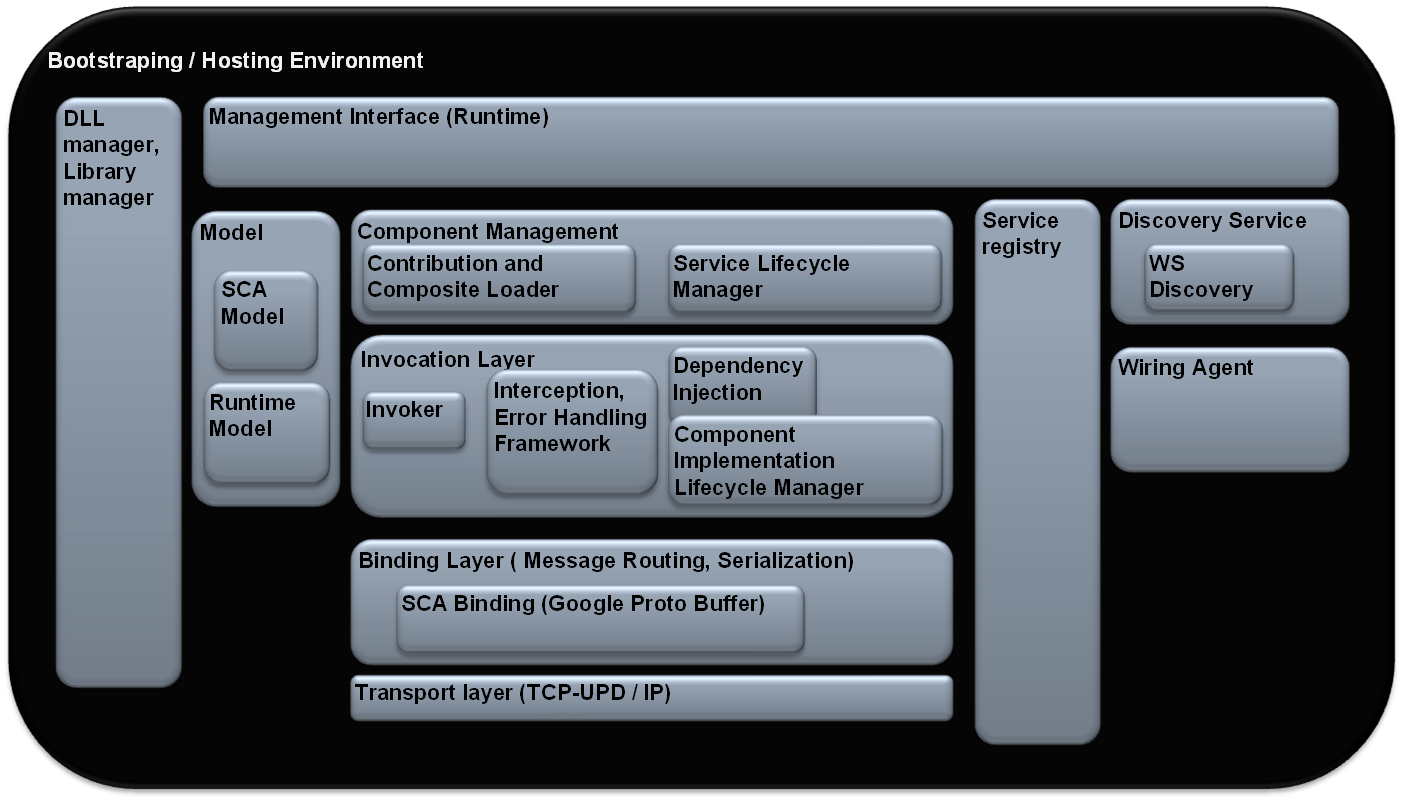 Bootstraping / Hosting Environment
DLL
manager,
Library
manager
Management Interface (Runtime)
Model
SCA
Model
Runtime
Model
Component Management
Contribution and
Composite Loader
Service Lifecycle
Manager
Invocation Layer
Invoker
Interception,
Error Handling
Framework
Dependency
Injection
Component
Implementation
Lifecycle Manager
Binding Layer ( Message Routing, Serialization)
SCA Binding (Google Proto Buffer)
Transport layer (TCP-UPD / IP)
Service
registry
Discovery Service
WS
Discovery
Wiring Agent